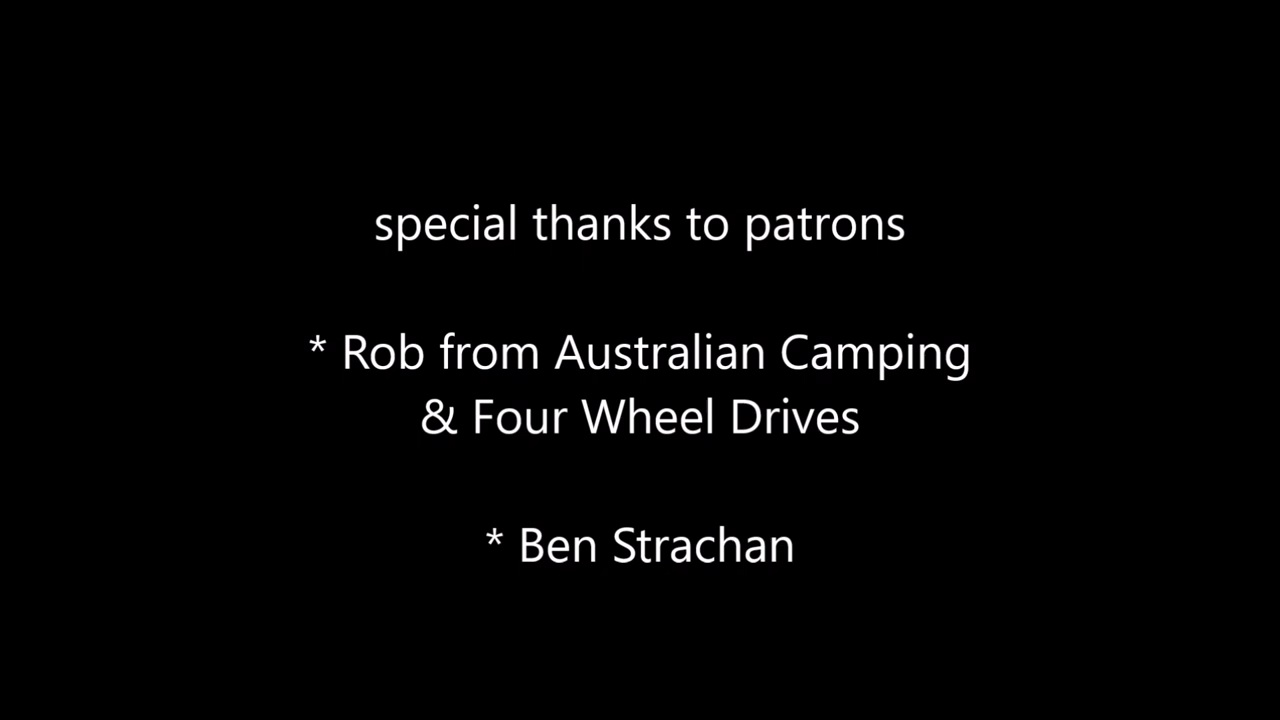 special thanks to patrons
* Rob from Australian Camping
& Four Wheel Drives
* Ben Strachan